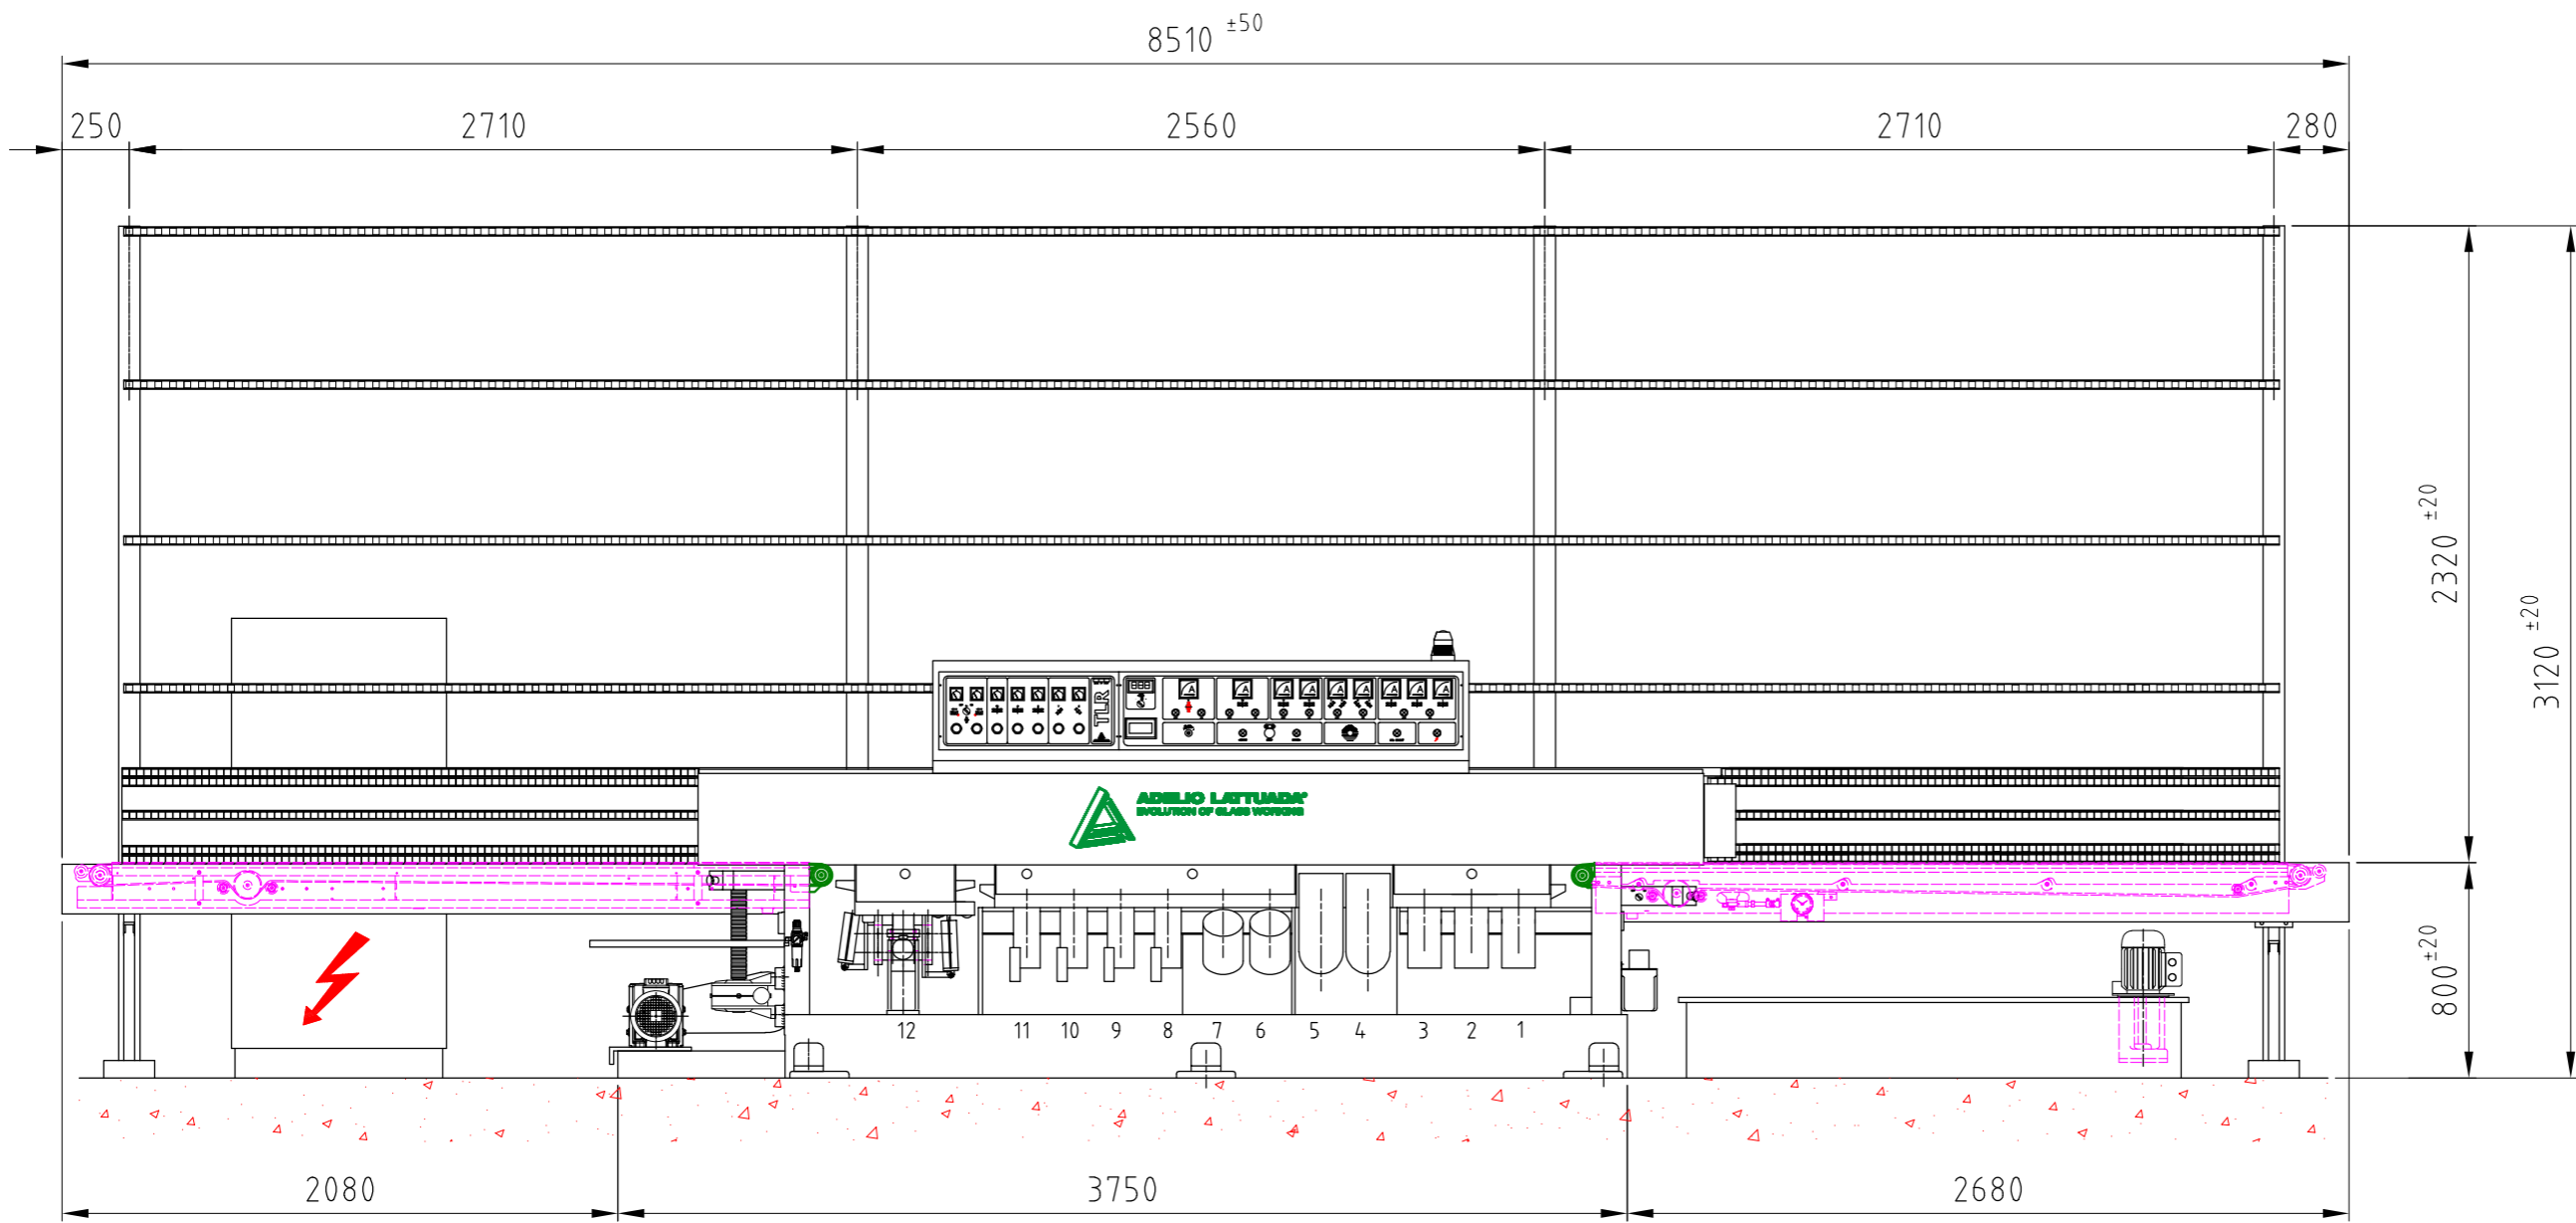 8510 ±50
250 2710 2560 2710 280
2320 ±20
3120 ±20
TLR
A A A A A A A A A
ADELIO LATTUADA®
EVOLUTION OF GLASS WORKING
800 ±20
12 11 10 9 8 7 6 5 4 3 2 1
2080 3750 2680